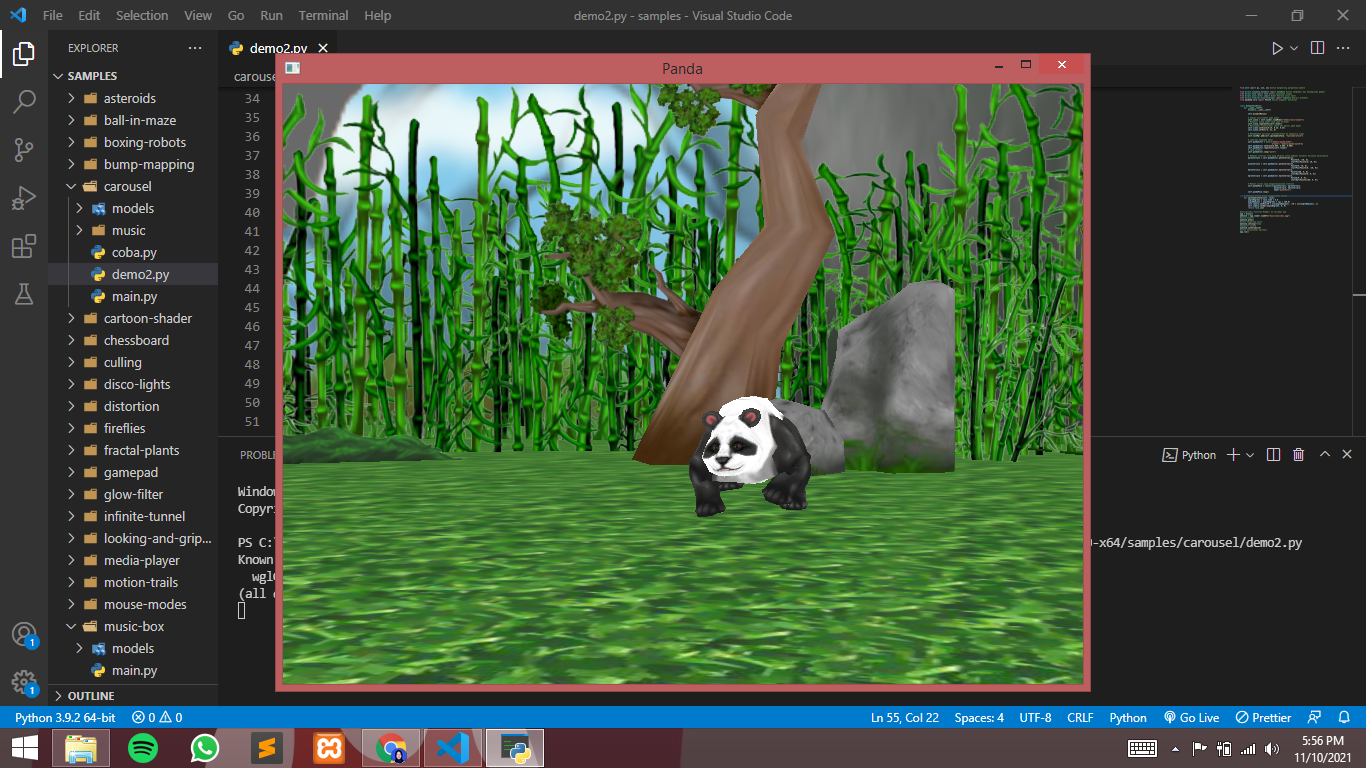 File Edit Selection View Go Run Terminal Help
demo2.py - samples - Visual Studio Code
EXPLORER
SAMPLES
asteroids
ball-in-maze
boxing-robots
bump-mapping
carousel
models
music
coba.py
demo2.py
main.py
cartoon-shader
chessboard
culling
disco-lights
distortion
fireflies
fractal-plants
gamepad
glow-filter
infinite-tunnel
looking-and-grip...
media-player
motion-trails
mouse-modes
music-box
models
main.py
OUTLINE
demo2.py
carouse
34
35
36
37
38
39
40
41
42
43
44
45
46
47
48
49
50
51
Panda
PROBLE
Python
Window
Copyri
PS C:\
-x64/samples/carousel/demo2.py
Known
wgl
(all
1
1
Python 3.9.2 64-bit
0
0
Ln 55, Col 22
Spaces: 4
UTF-8
CRLF
Python
Go Live
Prettier
5:56 PM
11/10/2021